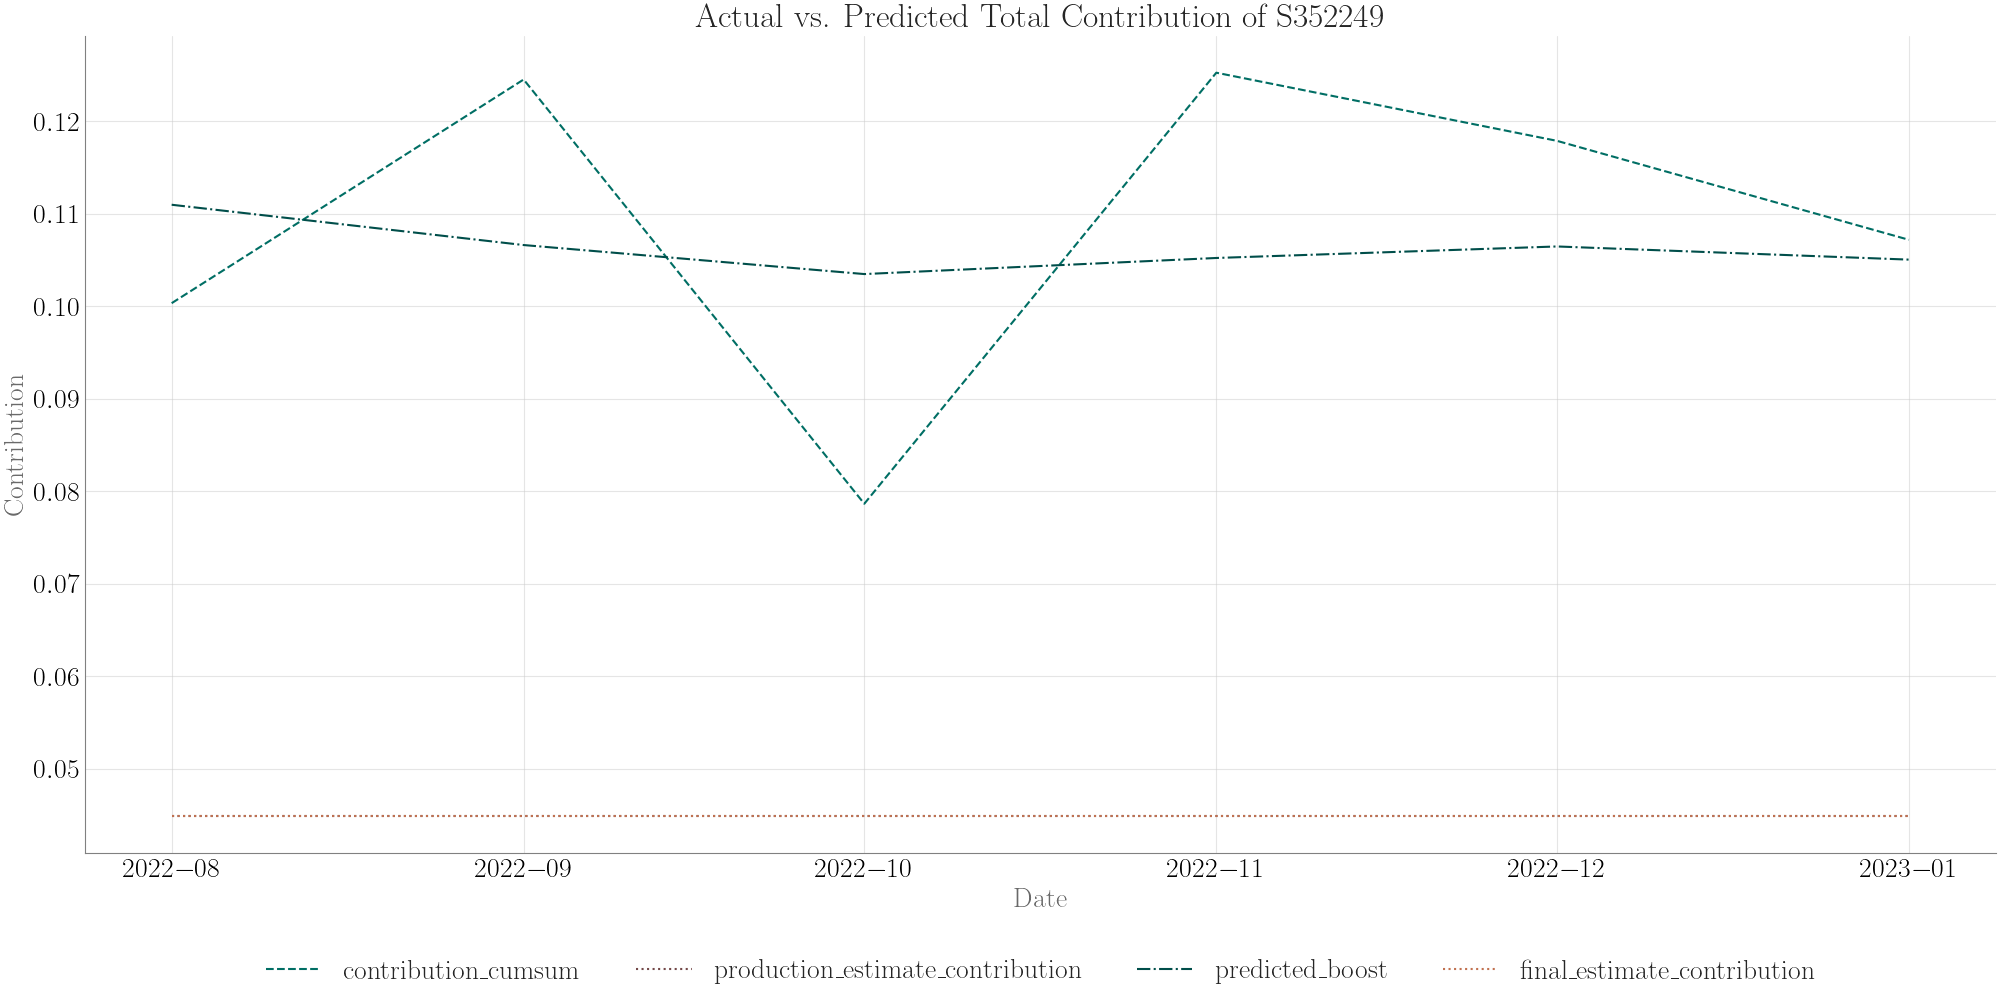 Actual vs. Predicted Total Contribution of S352249
0.12
0.11
0.10
0.09
0.08
0.07
0.06
0.05
Contribution
2022−08 2022−09 2022−10 2022−11 2022−12 2023−01
Date
contribution_cumsum production_estimate_contribution predicted_boost final_estimate_contribution